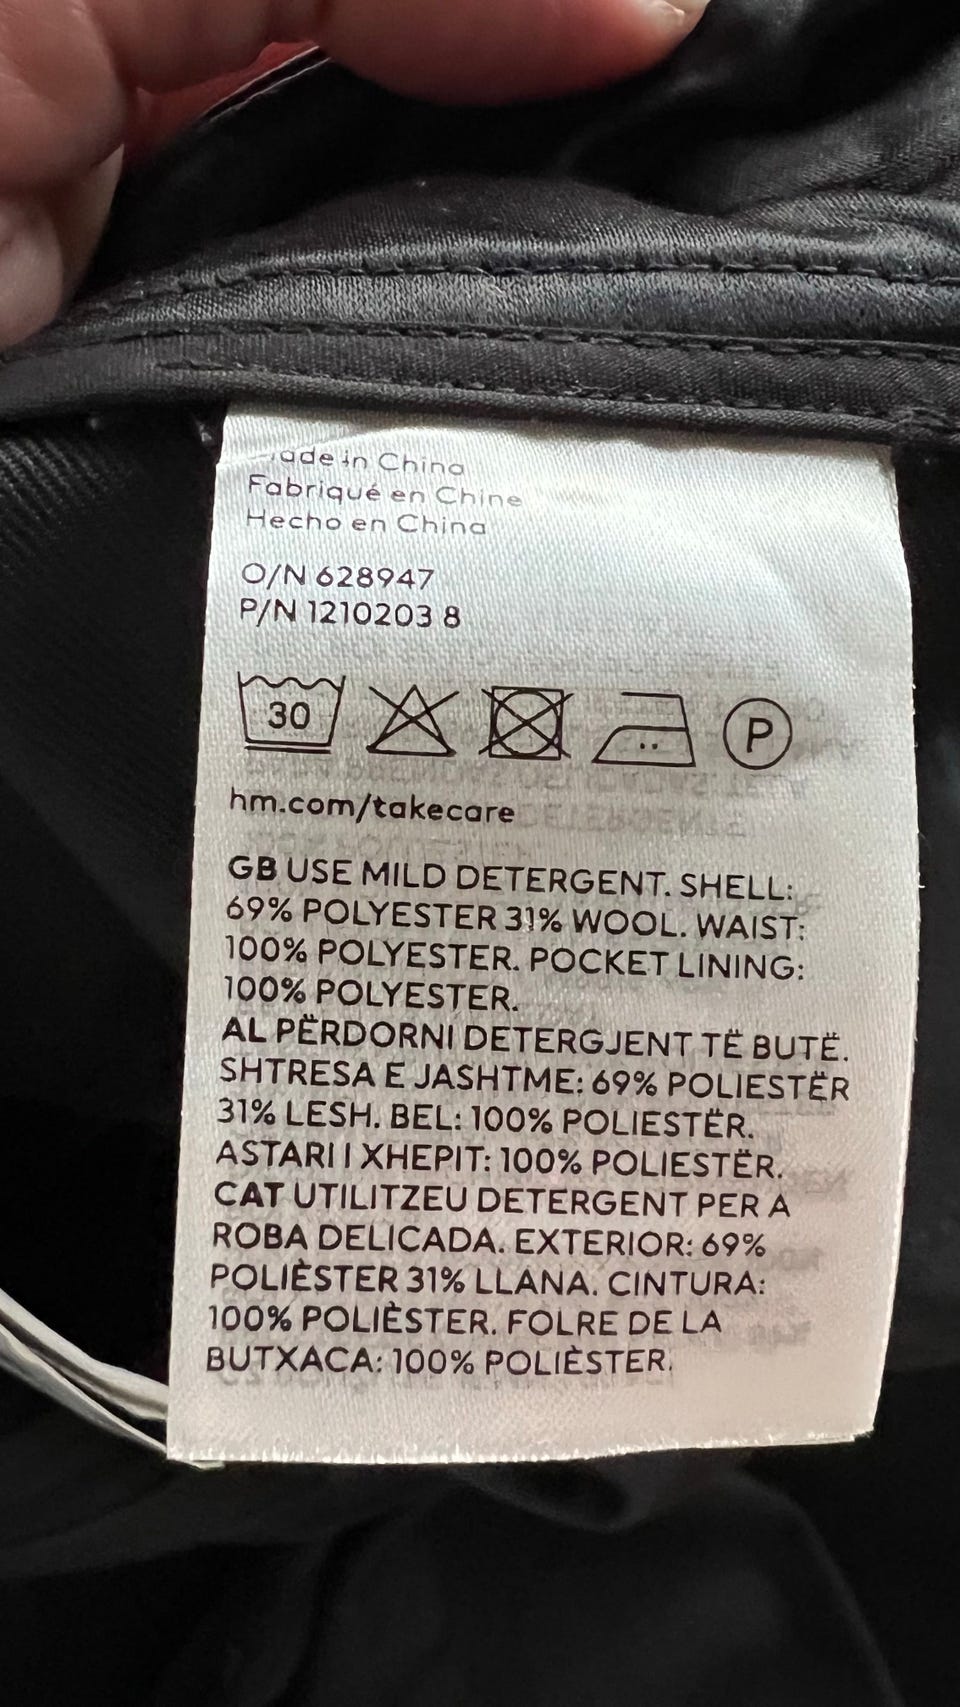 Made in China
Fabriqué en Chine
Hecho en China
O/N 628947
P/N 1210203 8
30
P
hm.com/takecare
GB USE MILD DETERGENT. SHELL:
69% POLYESTER 31% WOOL. WAIST:
100% POLYESTER. POCKET LINING:
100% POLYESTER.
AL PËRDORNI DETERGJENT TË BUTË.
SHTRESA E JASHTME: 69% POLIESTËR
31% LESH. BEL: 100% POLIESTËR.
ASTARI I XHEPIT: 100% POLIESTËR.
CAT UTILITZEU DETERGENT PER A
ROBA DELICADA. EXTERIOR: 69%
POLIÈSTER 31% LLANA. CINTURA:
100% POLIÈSTER. FOLRE DE LA
BUTXACA: 100% POLIÈSTER.